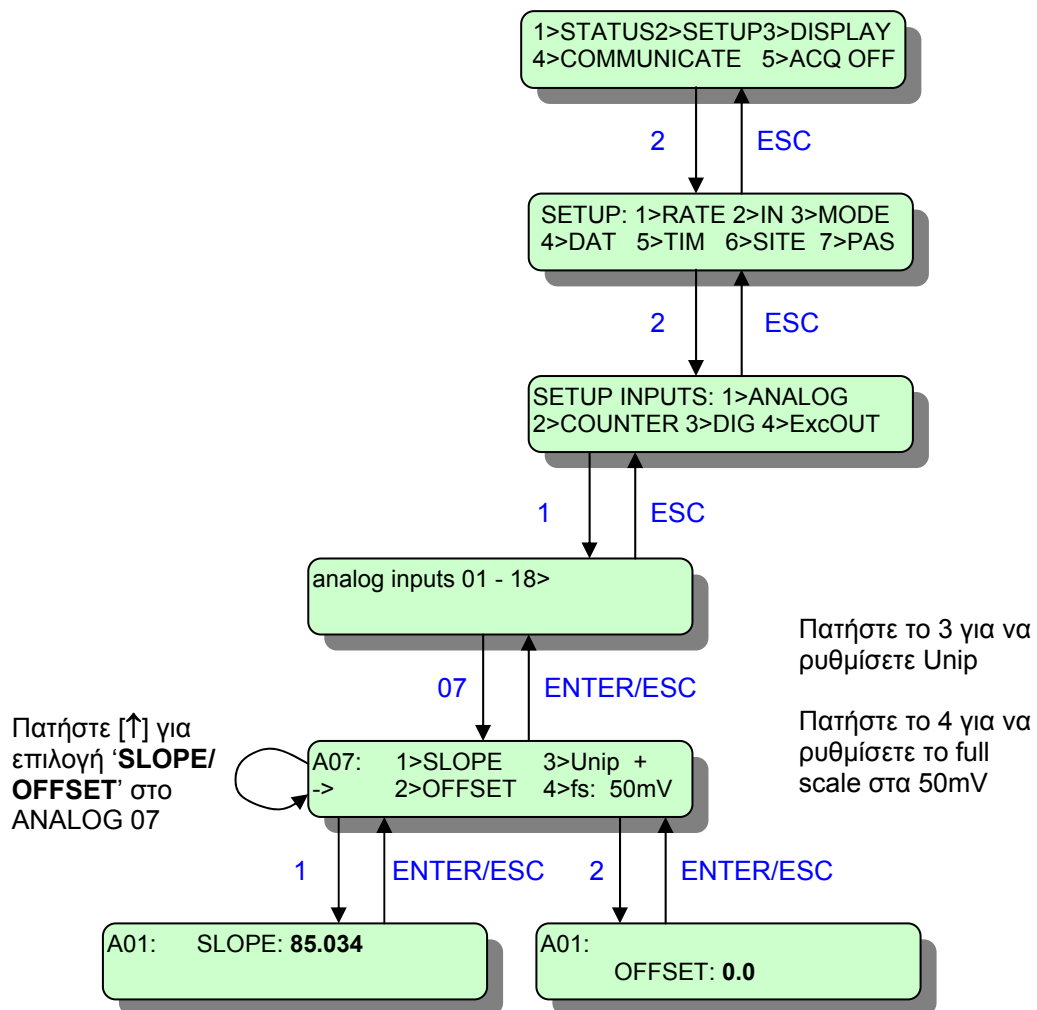 1>STATUS2>SETUP3>DISPLAY
4>COMMUNICATE 5>ACQ OFF
2 ESC
SETUP: 1>RATE 2>IN 3>MODE
4>DAT 5>TIM 6>SITE 7>PAS
2 ESC
SETUP INPUTS: 1>ANALOG
2>COUNTER 3>DIG 4>ExcOUT
1 ESC
analog inputs 01 - 18>
07 ENTER/ESC
Πατήστε το 3 για να
ρυθμίσετε Unip
Πατήστε το 4 για να
ρυθμίσετε το full
scale στα 50mV
Πατήστε [↑] για
επιλογή ‘SLOPE/
OFFSET’ στο
ANALOG 07
A07: 1>SLOPE 3>Unip +
-> 2>OFFSET 4>fs: 50mV
1 ENTER/ESC 2 ENTER/ESC
A01: SLOPE: 85.034
A01:
OFFSET: 0.0